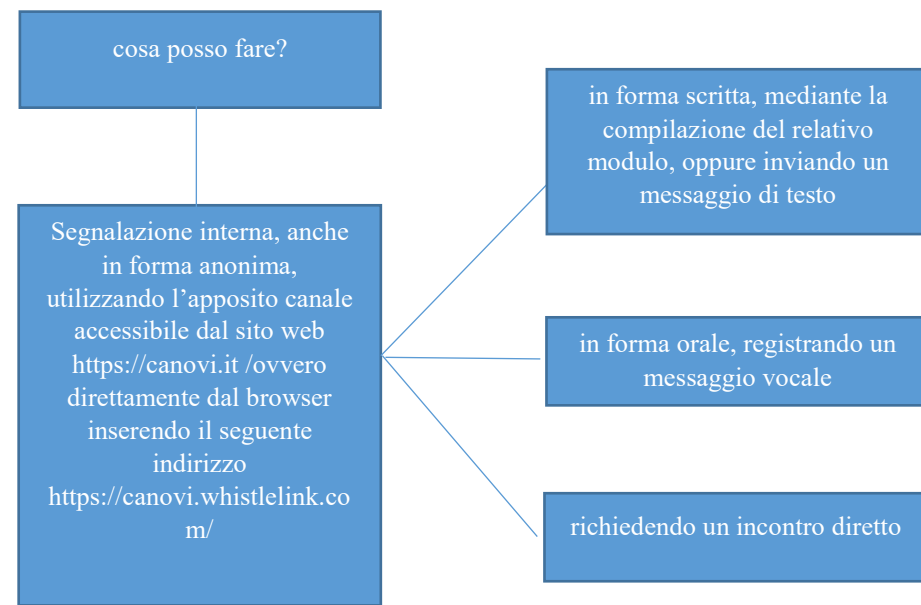 cosa posso fare?
Segnalazione interna, anche
in forma anonima,
utilizzando l’apposito canale
accessibile dal sito web
https://canovi.it /ovvero
direttamente dal browser
inserendo il seguente
indirizzo
https://canovi.whistlelink.co
m/
in forma scritta, mediante la
compilazione del relativo
modulo, oppure inviando un
messaggio di testo
in forma orale, registrando un
messaggio vocale
richiedendo un incontro diretto